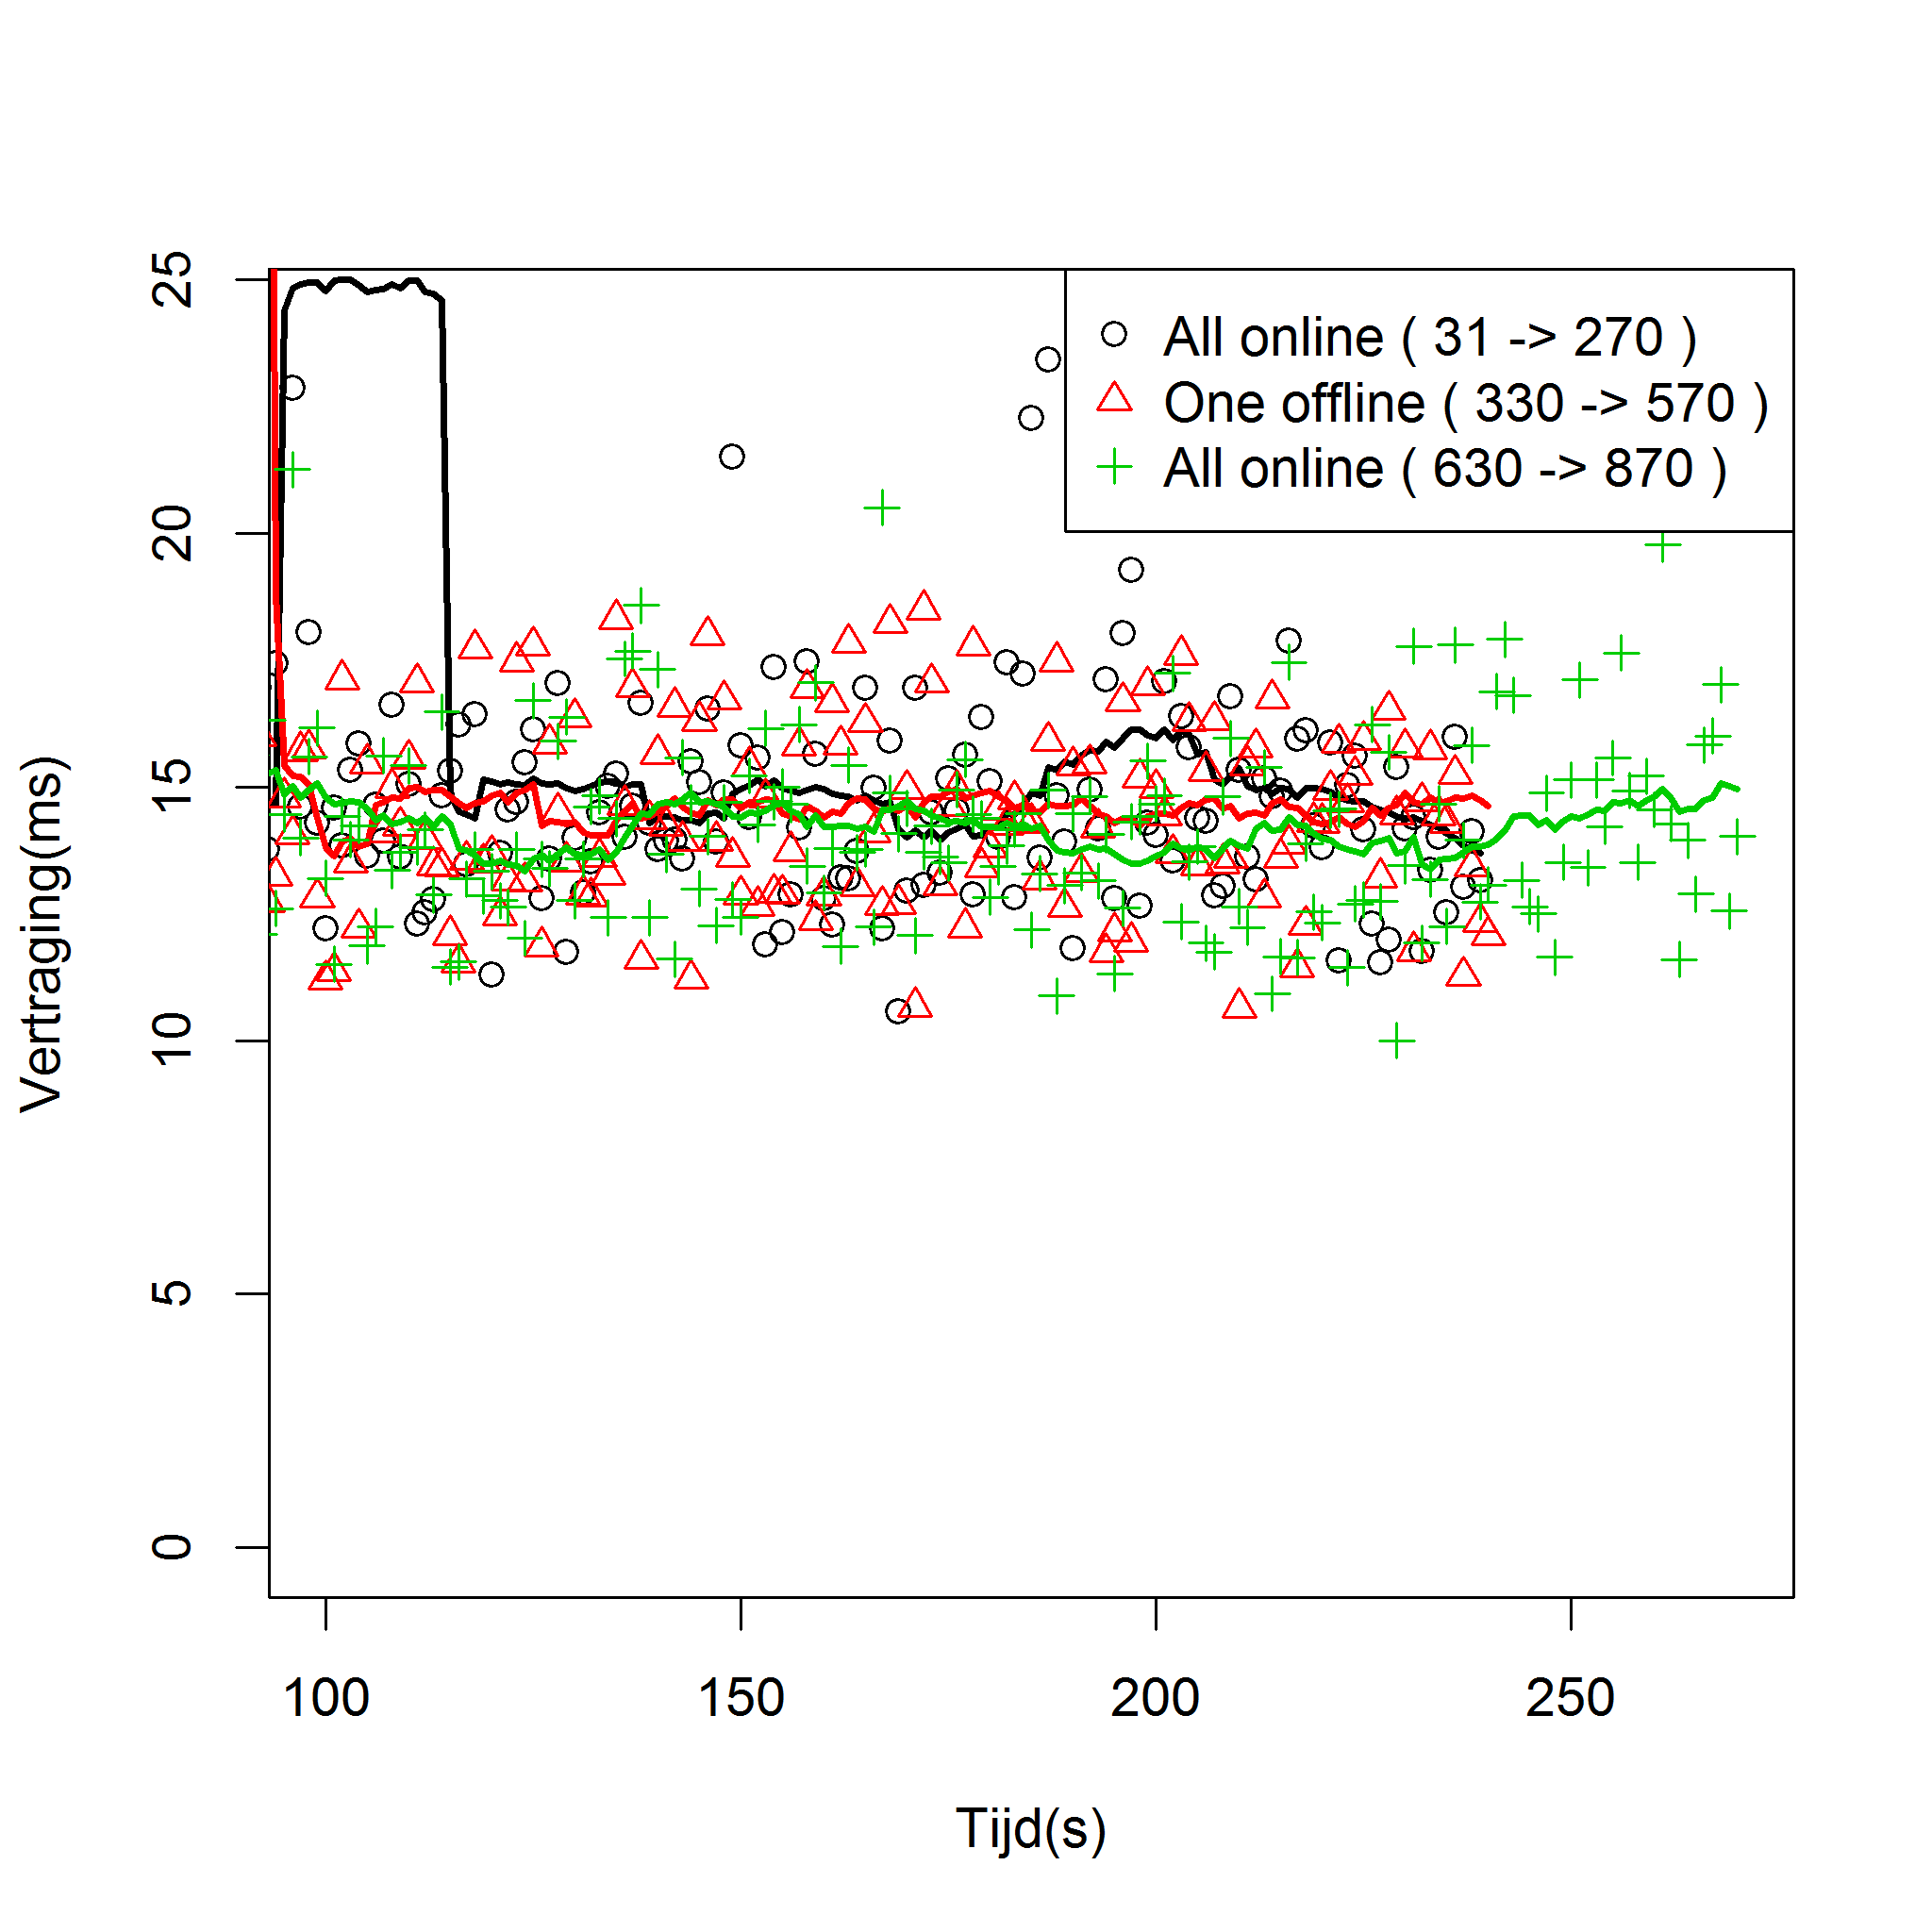 All online ( 31 -> 270 )
One offline ( 330 -> 570 )
All online ( 630 -> 870 )
25
20
15
10
5
0
Vertraging(ms)
100 150 200 250
Tijd(s)